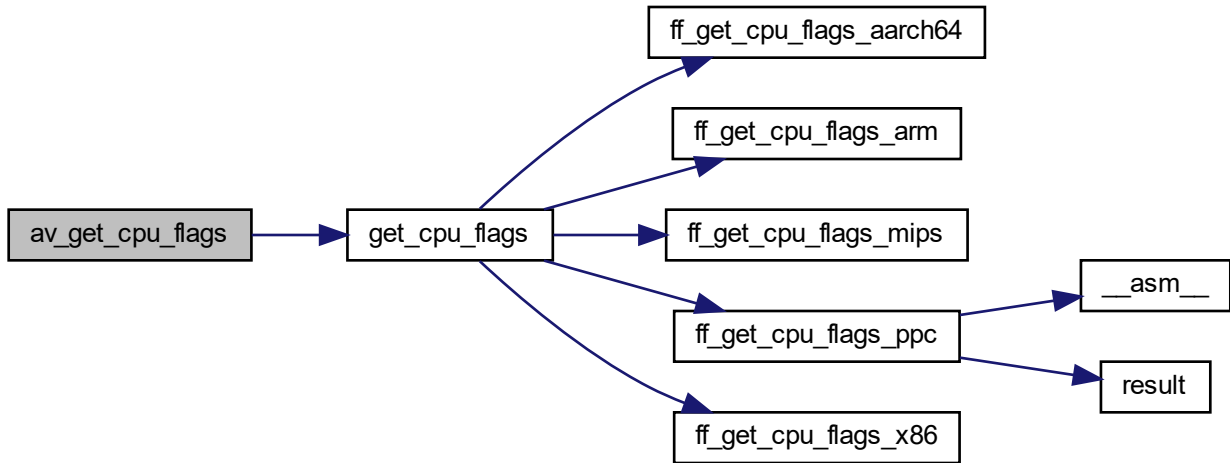 av_get_cpu_flags
get_cpu_flags
ff_get_cpu_flags_aarch64
ff_get_cpu_flags_arm
ff_get_cpu_flags_mips
ff_get_cpu_flags_ppc
__asm__
result
ff_get_cpu_flags_x86